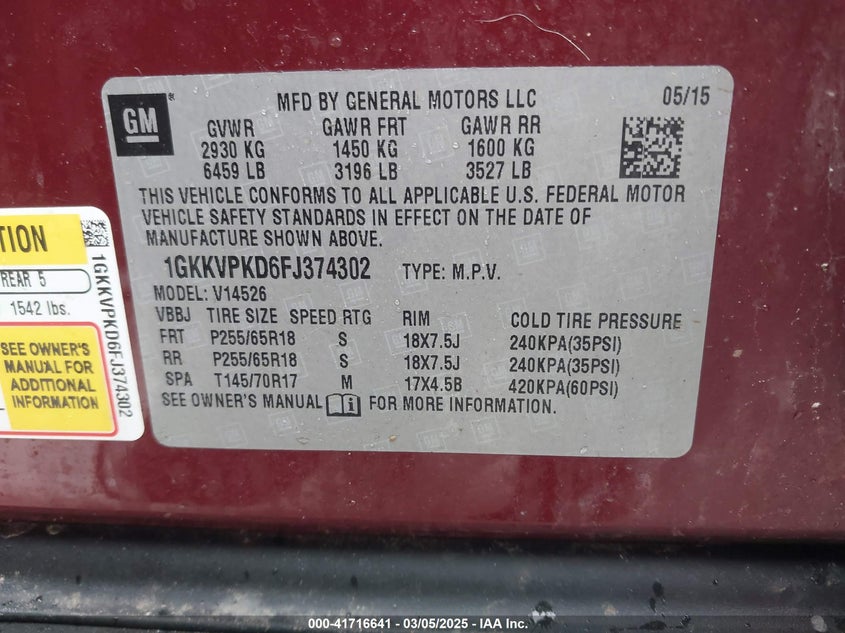 GM
MFD BY GENERAL MOTORS LLC 05/15
GVWR GAWR FRT GAWR RR
2930 KG 1450 KG 1600 KG
6459 LB 3196 LB 3527 LB
THIS VEHICLE CONFORMS TO ALL APPLICABLE U.S. FEDERAL MOTOR
VEHICLE SAFETY STANDARDS IN EFFECT ON THE DATE OF
MANUFACTURE SHOWN ABOVE.
1GKKVPKD6FJ374302 TYPE: M.P.V.
MODEL: V14526
VBBJ TIRE SIZE SPEED RTG RIM COLD TIRE PRESSURE
FRT P255/65R18 S 18X7.5J 240KPA(35PSI)
RR P255/65R18 S 18X7.5J 240KPA(35PSI)
SPA T145/70R17 M 17X4.5B 420KPA(60PSI)
SEE OWNER'S MANUAL FOR MORE INFORMATION.
TION
REAR 5
1542 lbs.
SEE OWNER'S
MANUAL FOR
ADDITIONAL
INFORMATION
1GKKVPKD6FJ374302
000-41716641 - 03/05/2025 - IAA Inc.